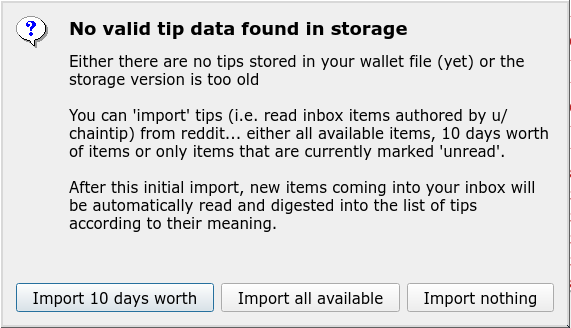 No valid tip data found in storage
Either there are no tips stored in your wallet file (yet) or the
storage version is too old
You can 'import' tips (i.e. read inbox items authored by u/
chaintip) from reddit... either all available items, 10 days worth
of items or only items that are currently marked 'unread'.
After this initial import, new items coming into your inbox will
be automatically read and digested into the list of tips
according to their meaning.
Import 10 days worth
Import all available
Import nothing